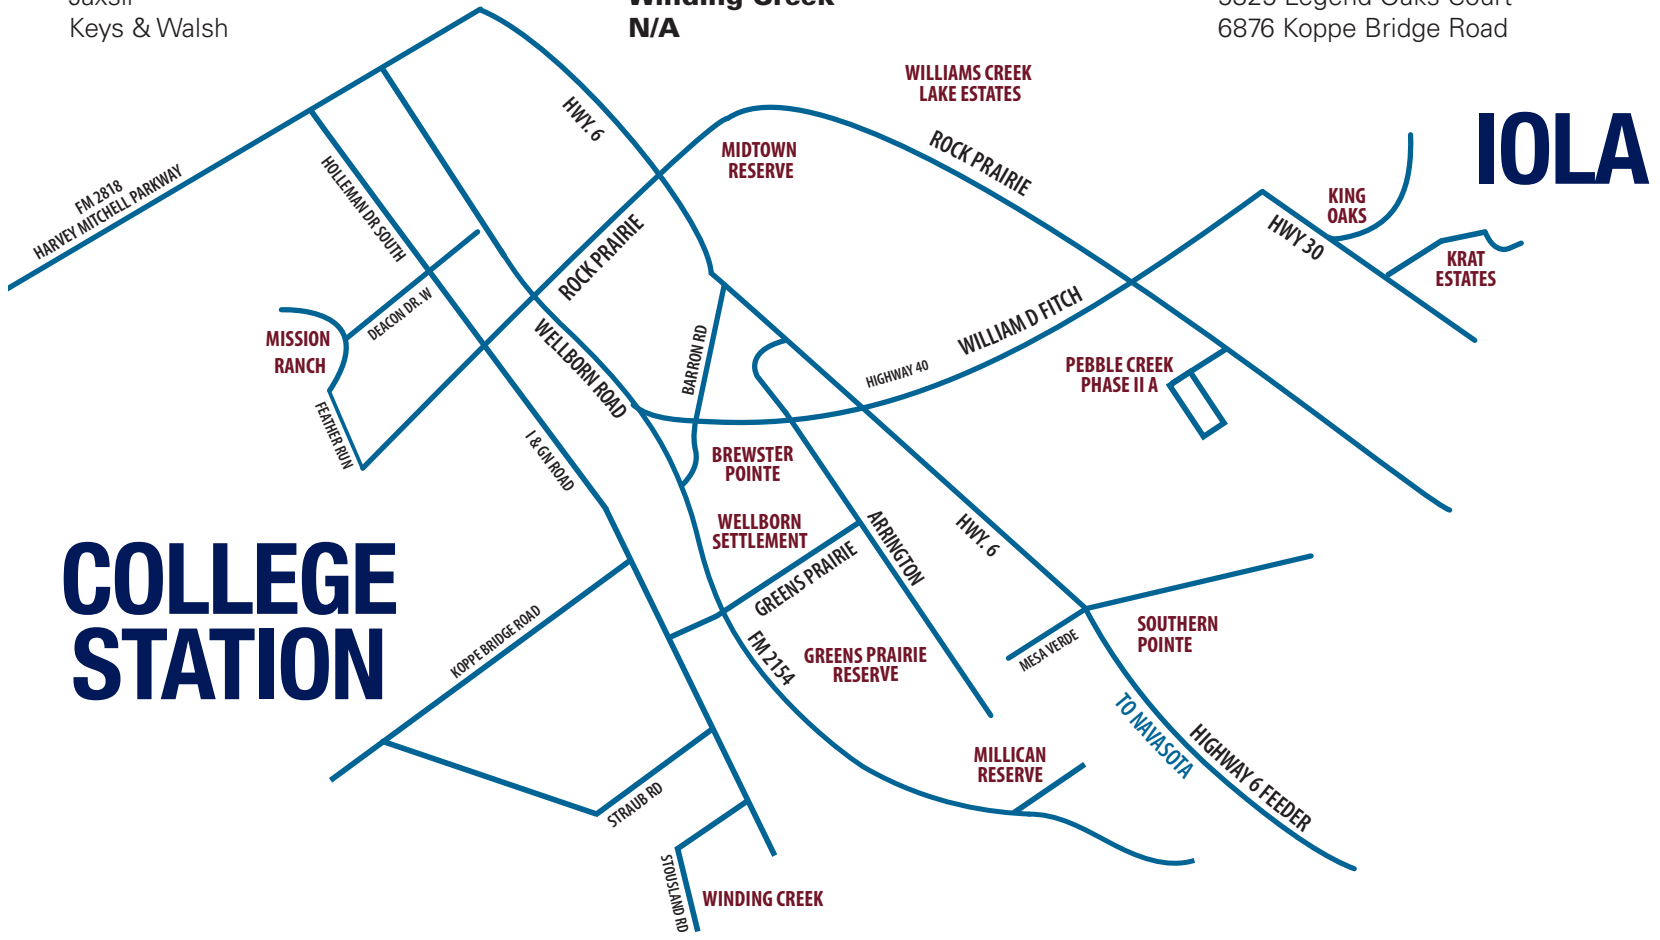 Keys & Walsh
Winding Creek
N/A
6876 Koppe Bridge Road
WILLIAMS CREEK
LAKE ESTATES
HWY. 6
MIDTOWN
RESERVE
ROCK PRAIRIE
IOLA
FM 2818
HARVEY MITCHELL PARKWAY
HOLLEMAN DR SOUTH
KING
OAKS
HWY 30
KRAT
ESTATES
ROCK PRAIRIE
DEACON DR. W
MISSION
RANCH
WELLBORN ROAD
BARRON RD
WILLIAM D FITCH
HIGHWAY 40
PEBBLE CREEK
PHASE II A
FEATHER RUN
I & GN ROAD
BREWSTER
POINTE
WELLBORN
SETTLEMENT
ARRINGTON
HWY. 6
COLLEGE
STATION
GREENS PRAIRIE
KOPPE BRIDGE ROAD
FM 2154
GREENS PRAIRIE
RESERVE
MESA VERDE
SOUTHERN
POINTE
TO NAVASOTA
HIGHWAY 6 FEEDER
MILLICAN
RESERVE
STRAUB RD
STOUSLAND RD
WINDING CREEK